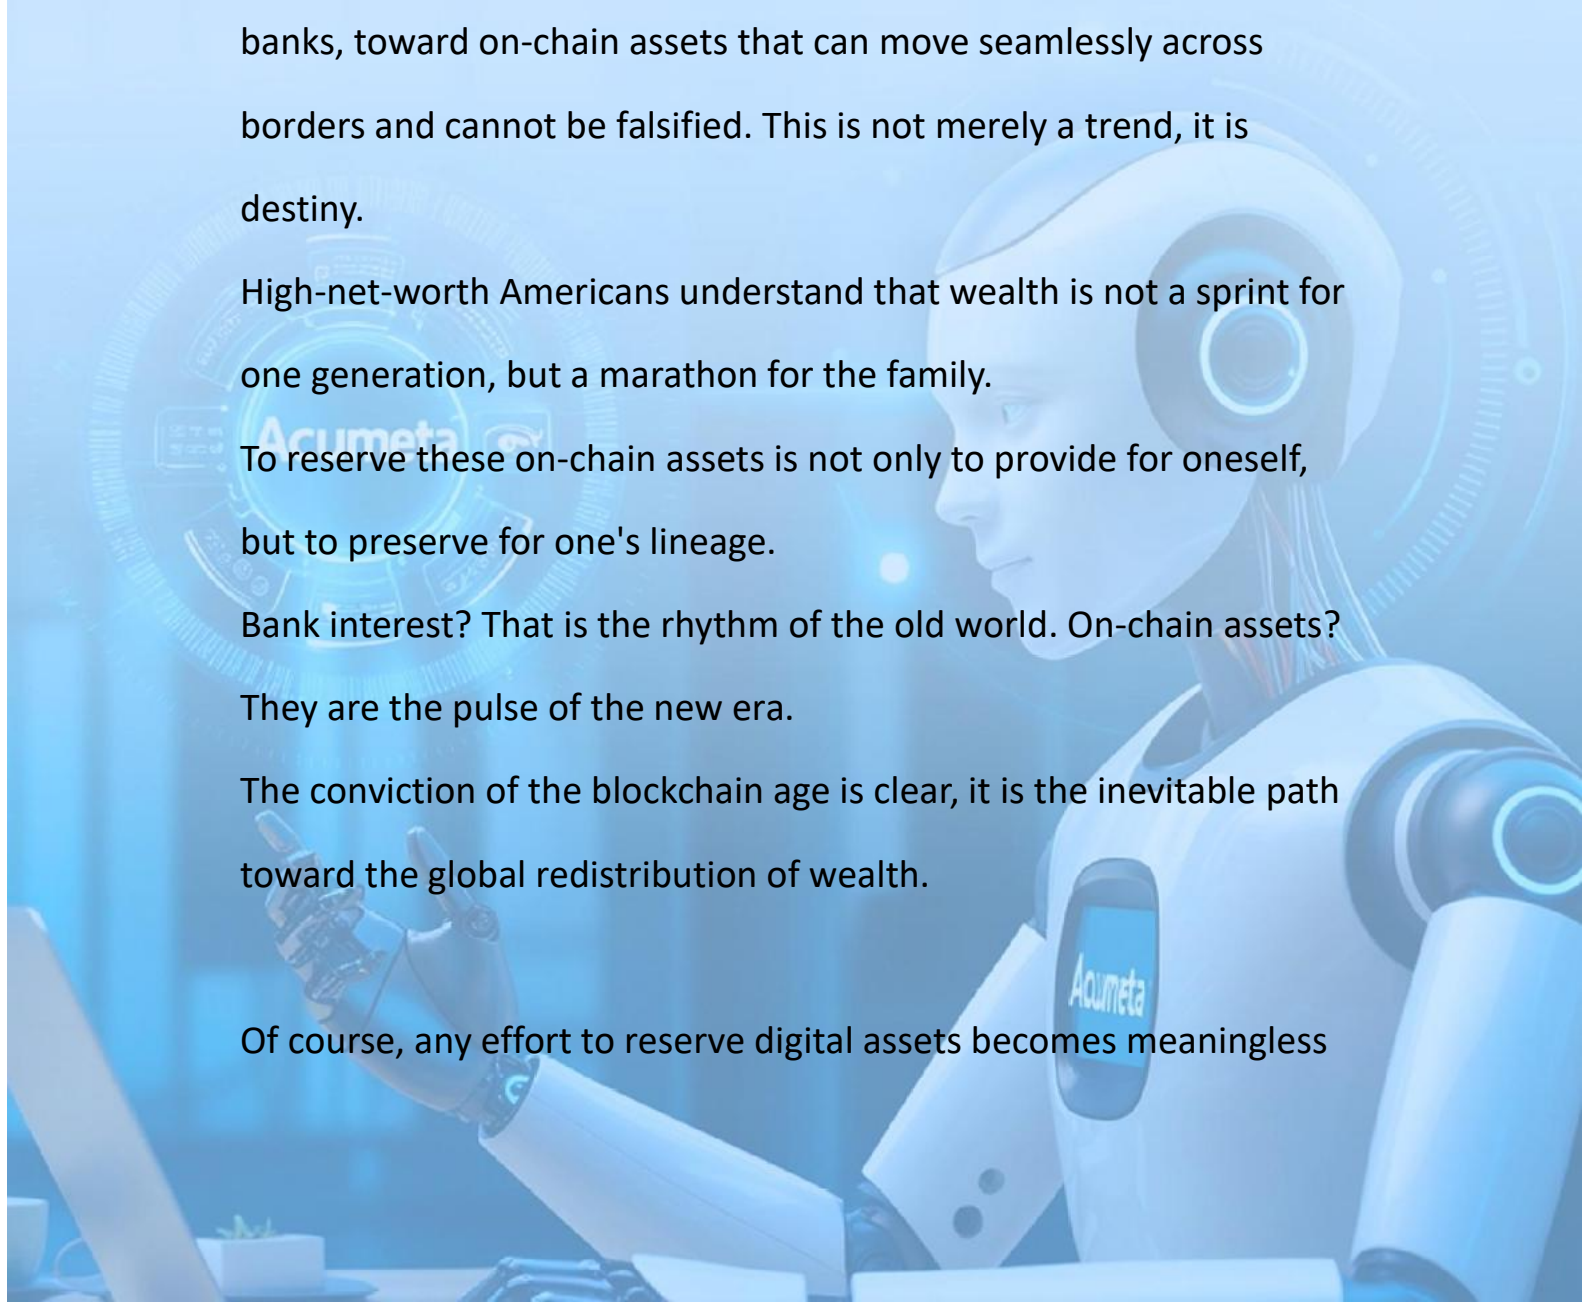 banks, toward on-chain assets that can move seamlessly across
borders and cannot be falsified. This is not merely a trend, it is
destiny.
High-net-worth Americans understand that wealth is not a sprint for
one generation, but a marathon for the family.
Acumeta
To reserve these on-chain assets is not only to provide for oneself,
but to preserve for one's lineage.
Bank interest? That is the rhythm of the old world. On-chain assets?
They are the pulse of the new era.
The conviction of the blockchain age is clear, it is the inevitable path
toward the global redistribution of wealth.
Acumeta
Of course, any effort to reserve digital assets becomes meaningless